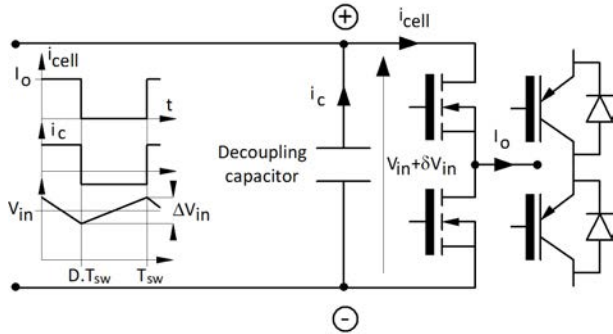 i_cell
I_o
t
i_c
V_in
ΔV_in
D.T_sw
T_sw
+
i_cell
i_c
Decoupling
capacitor
V_in+δV_in
I_o
−